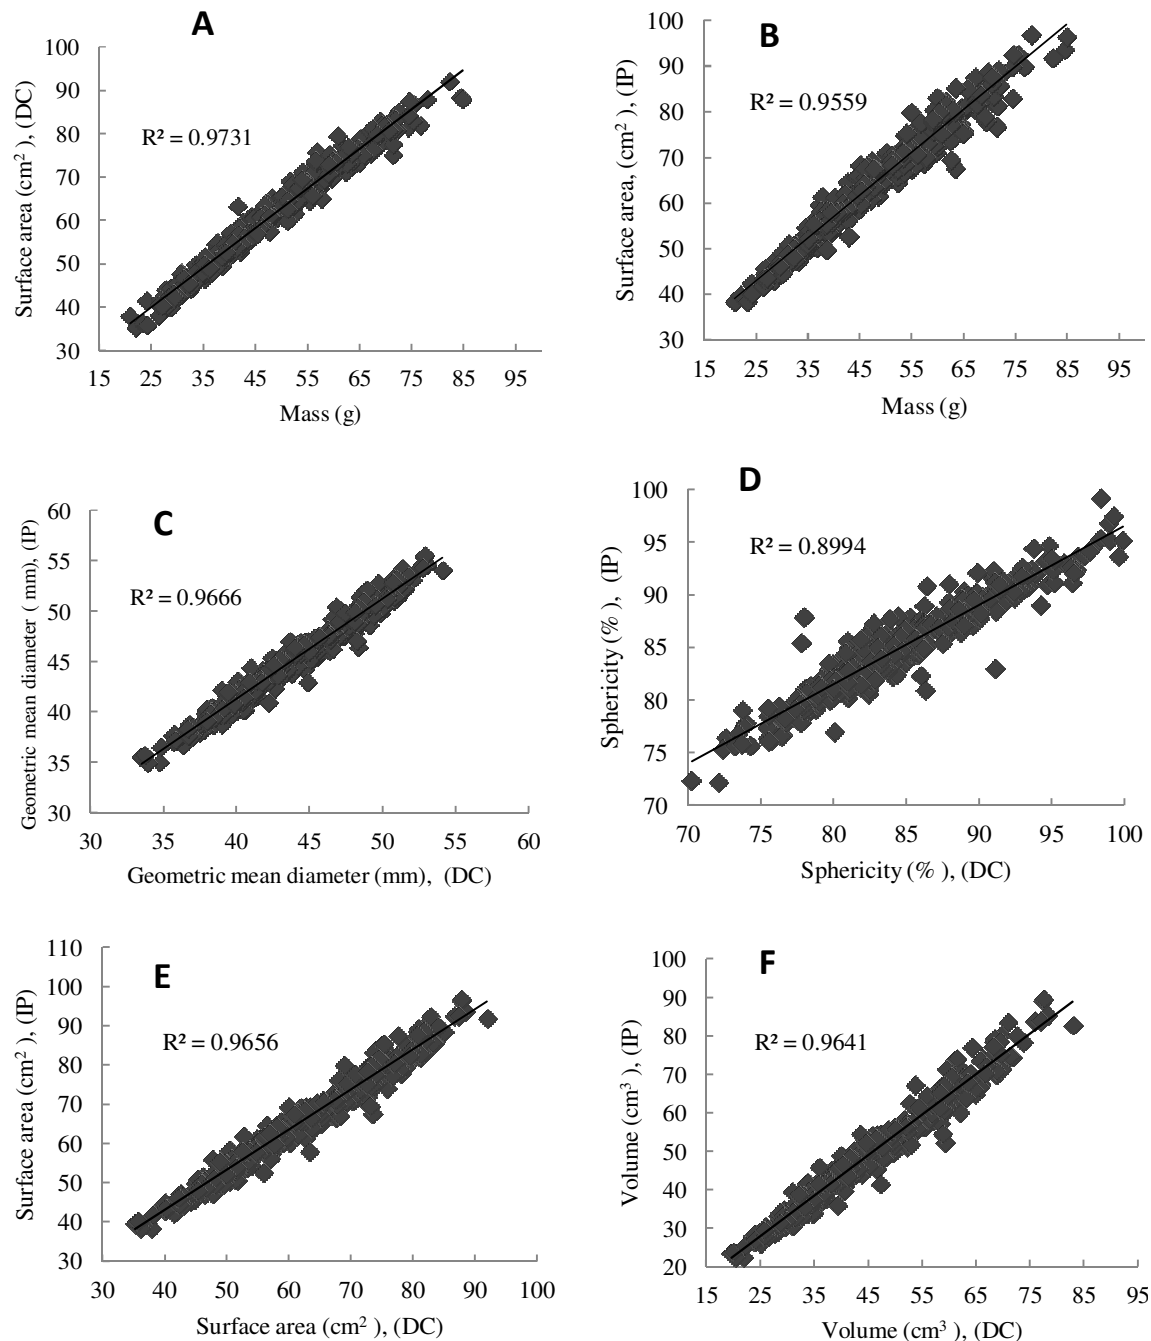 A
100
90
80
70
60
50
40
30
Surface area (cm² ), (DC)
R² = 0.9731
15 25 35 45 55 65 75 85 95
Mass (g)
B
100
90
80
70
60
50
40
30
Surface area, (cm² ), (IP)
R² = 0.9559
15 25 35 45 55 65 75 85 95
Mass (g)
C
60
55
50
45
40
35
30
Geometric mean diameter ( mm), (IP)
R² = 0.9666
30 35 40 45 50 55 60
Geometric mean diameter (mm), (DC)
D
100
95
90
85
80
75
70
Sphericity (% ), (IP)
R² = 0.8994
70 75 80 85 90 95 100
Sphericity (% ), (DC)
E
110
100
90
80
70
60
50
40
30
Surface area (cm² ), (IP)
R² = 0.9656
30 40 50 60 70 80 90 100
Surface area (cm² ), (DC)
F
100
90
80
70
60
50
40
30
20
Volume (cm³ ), (IP)
R² = 0.9641
15 25 35 45 55 65 75 85 95
Volume (cm³ ), (DC)